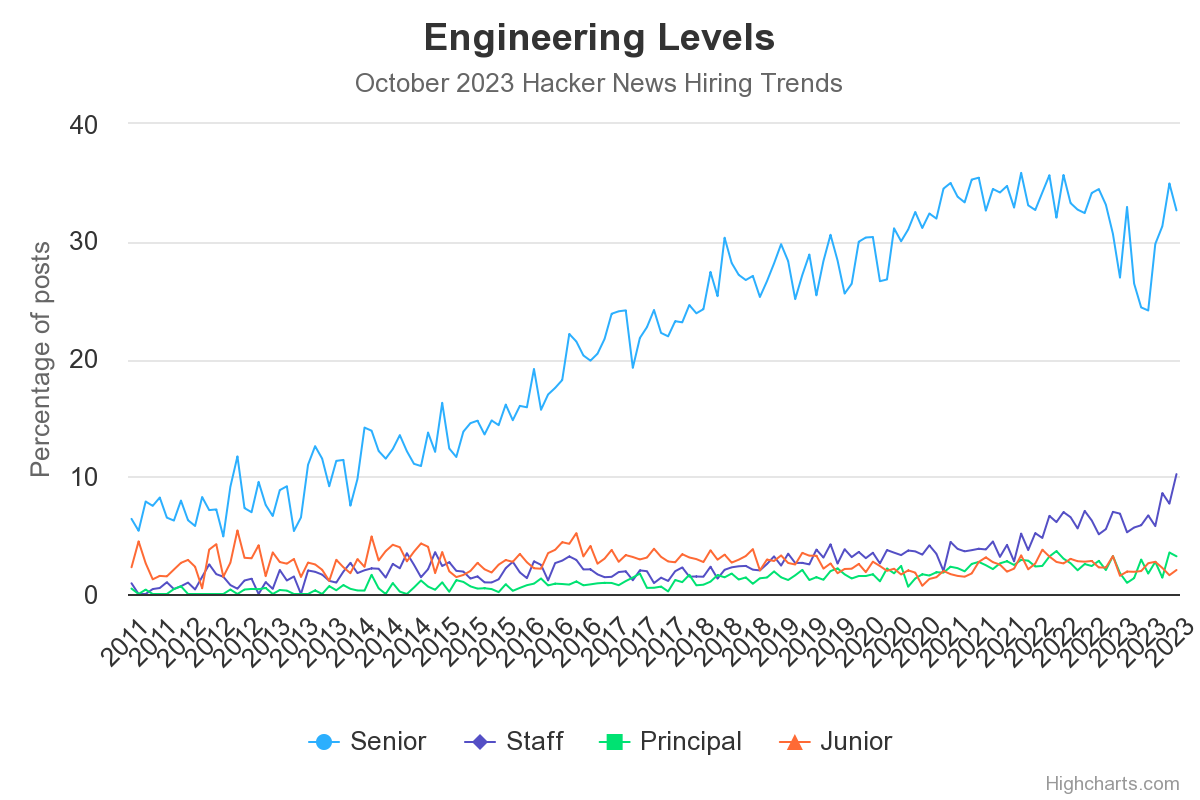 Engineering Levels
October 2023 Hacker News Hiring Trends
Percentage of posts
40
30
20
10
0
2011 2011 2012 2012 2012 2013 2013 2013 2014 2014 2014 2015 2015 2015 2016 2016 2016 2017 2017 2017 2018 2018 2018 2019 2019 2019 2020 2020 2020 2021 2021 2021 2022 2022 2022 2023 2023 2023
Senior Staff Principal Junior
Highcharts.com